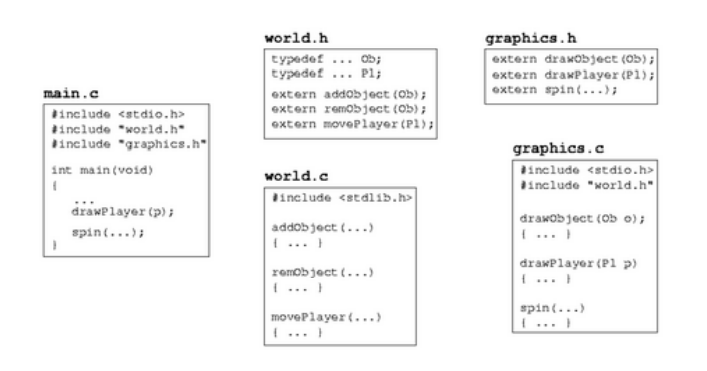 main.c
#include <stdio.h>
#include "world.h"
#include "graphics.h"
int main(void)
{
...
drawPlayer(p);
spin(...);
}
world.h
typedef ... Ob;
typedef ... Pl;
extern addObject(Ob);
extern remObject(Ob);
extern movePlayer(Pl);
world.c
#include <stdlib.h>
addObject(...)
{ ... }
remObject(...)
{ ... }
movePlayer(...)
{ ... }
graphics.h
extern drawObject(Ob);
extern drawPlayer(Pl);
extern spin(...);
graphics.c
#include <stdio.h>
#include "world.h"
drawObject(Ob o);
{ ... }
drawPlayer(Pl p)
{ ... }
spin(...)
{ ... }